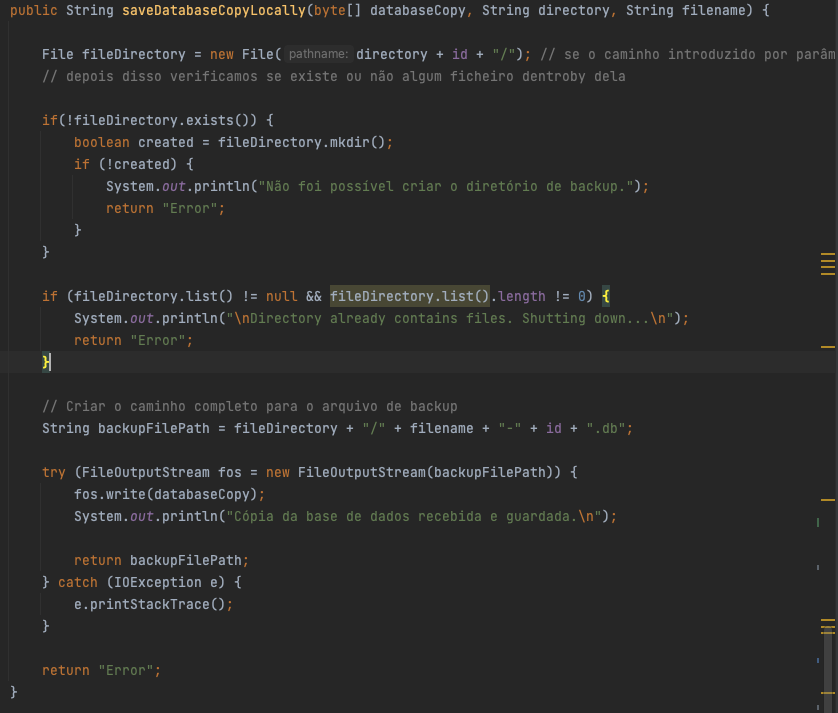 public String saveDatabaseCopyLocally(byte[] databaseCopy, String directory, String filename) {
File fileDirectory = new File( pathname: directory + id + "/"); // se o caminho introduzido por
// depois disso verificamos se existe ou não algum ficheiro dentroby dela
if(!fileDirectory.exists()) {
boolean created = fileDirectory.mkdir();
if (!created) {
System.out.println("Não foi possível criar o diretório de backup.");
return "Error";
}
}
if (fileDirectory.list() != null && fileDirectory.list().length != 0) {
System.out.println("\nDirectory already contains files. Shutting down...\n");
return "Error";
}
// Criar o caminho completo para o arquivo de backup
String backupFilePath = fileDirectory + "/" + filename + "-" + id + ".db";
try (FileOutputStream fos = new FileOutputStream(backupFilePath)) {
fos.write(databaseCopy);
System.out.println("Cópia da base de dados recebida e guardada.\n");
return backupFilePath;
} catch (IOException e) {
e.printStackTrace();
}
return "Error";
}